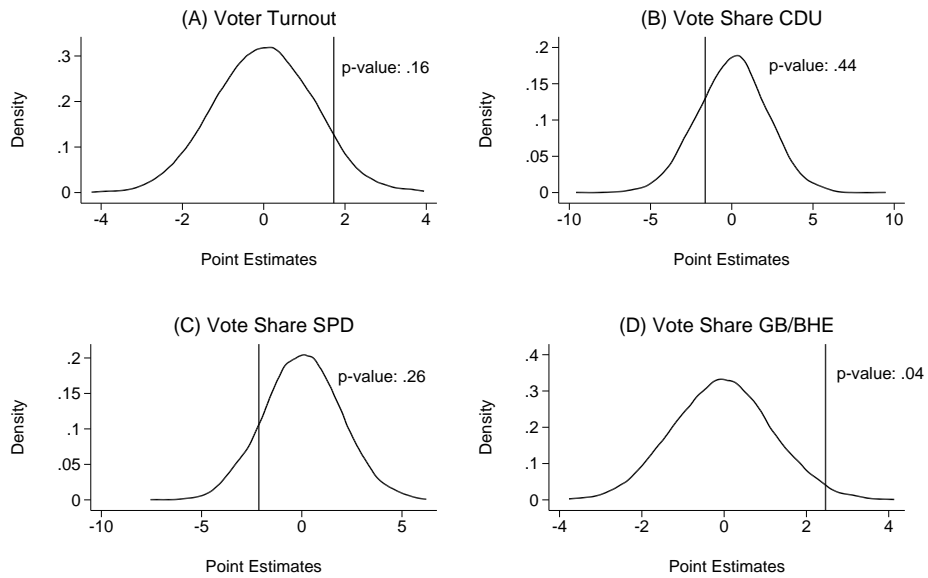 (A) Voter Turnout
Density
.3
.2
.1
0
p-value: .16
-4 -2 0 2 4
Point Estimates
(B) Vote Share CDU
Density
.2
.15
.1
.05
0
p-value: .44
-10 -5 0 5 10
Point Estimates
(C) Vote Share SPD
Density
.2
.15
.1
.05
0
p-value: .26
-10 -5 0 5
Point Estimates
(D) Vote Share GB/BHE
Density
.4
.3
.2
.1
0
p-value: .04
-4 -2 0 2 4
Point Estimates